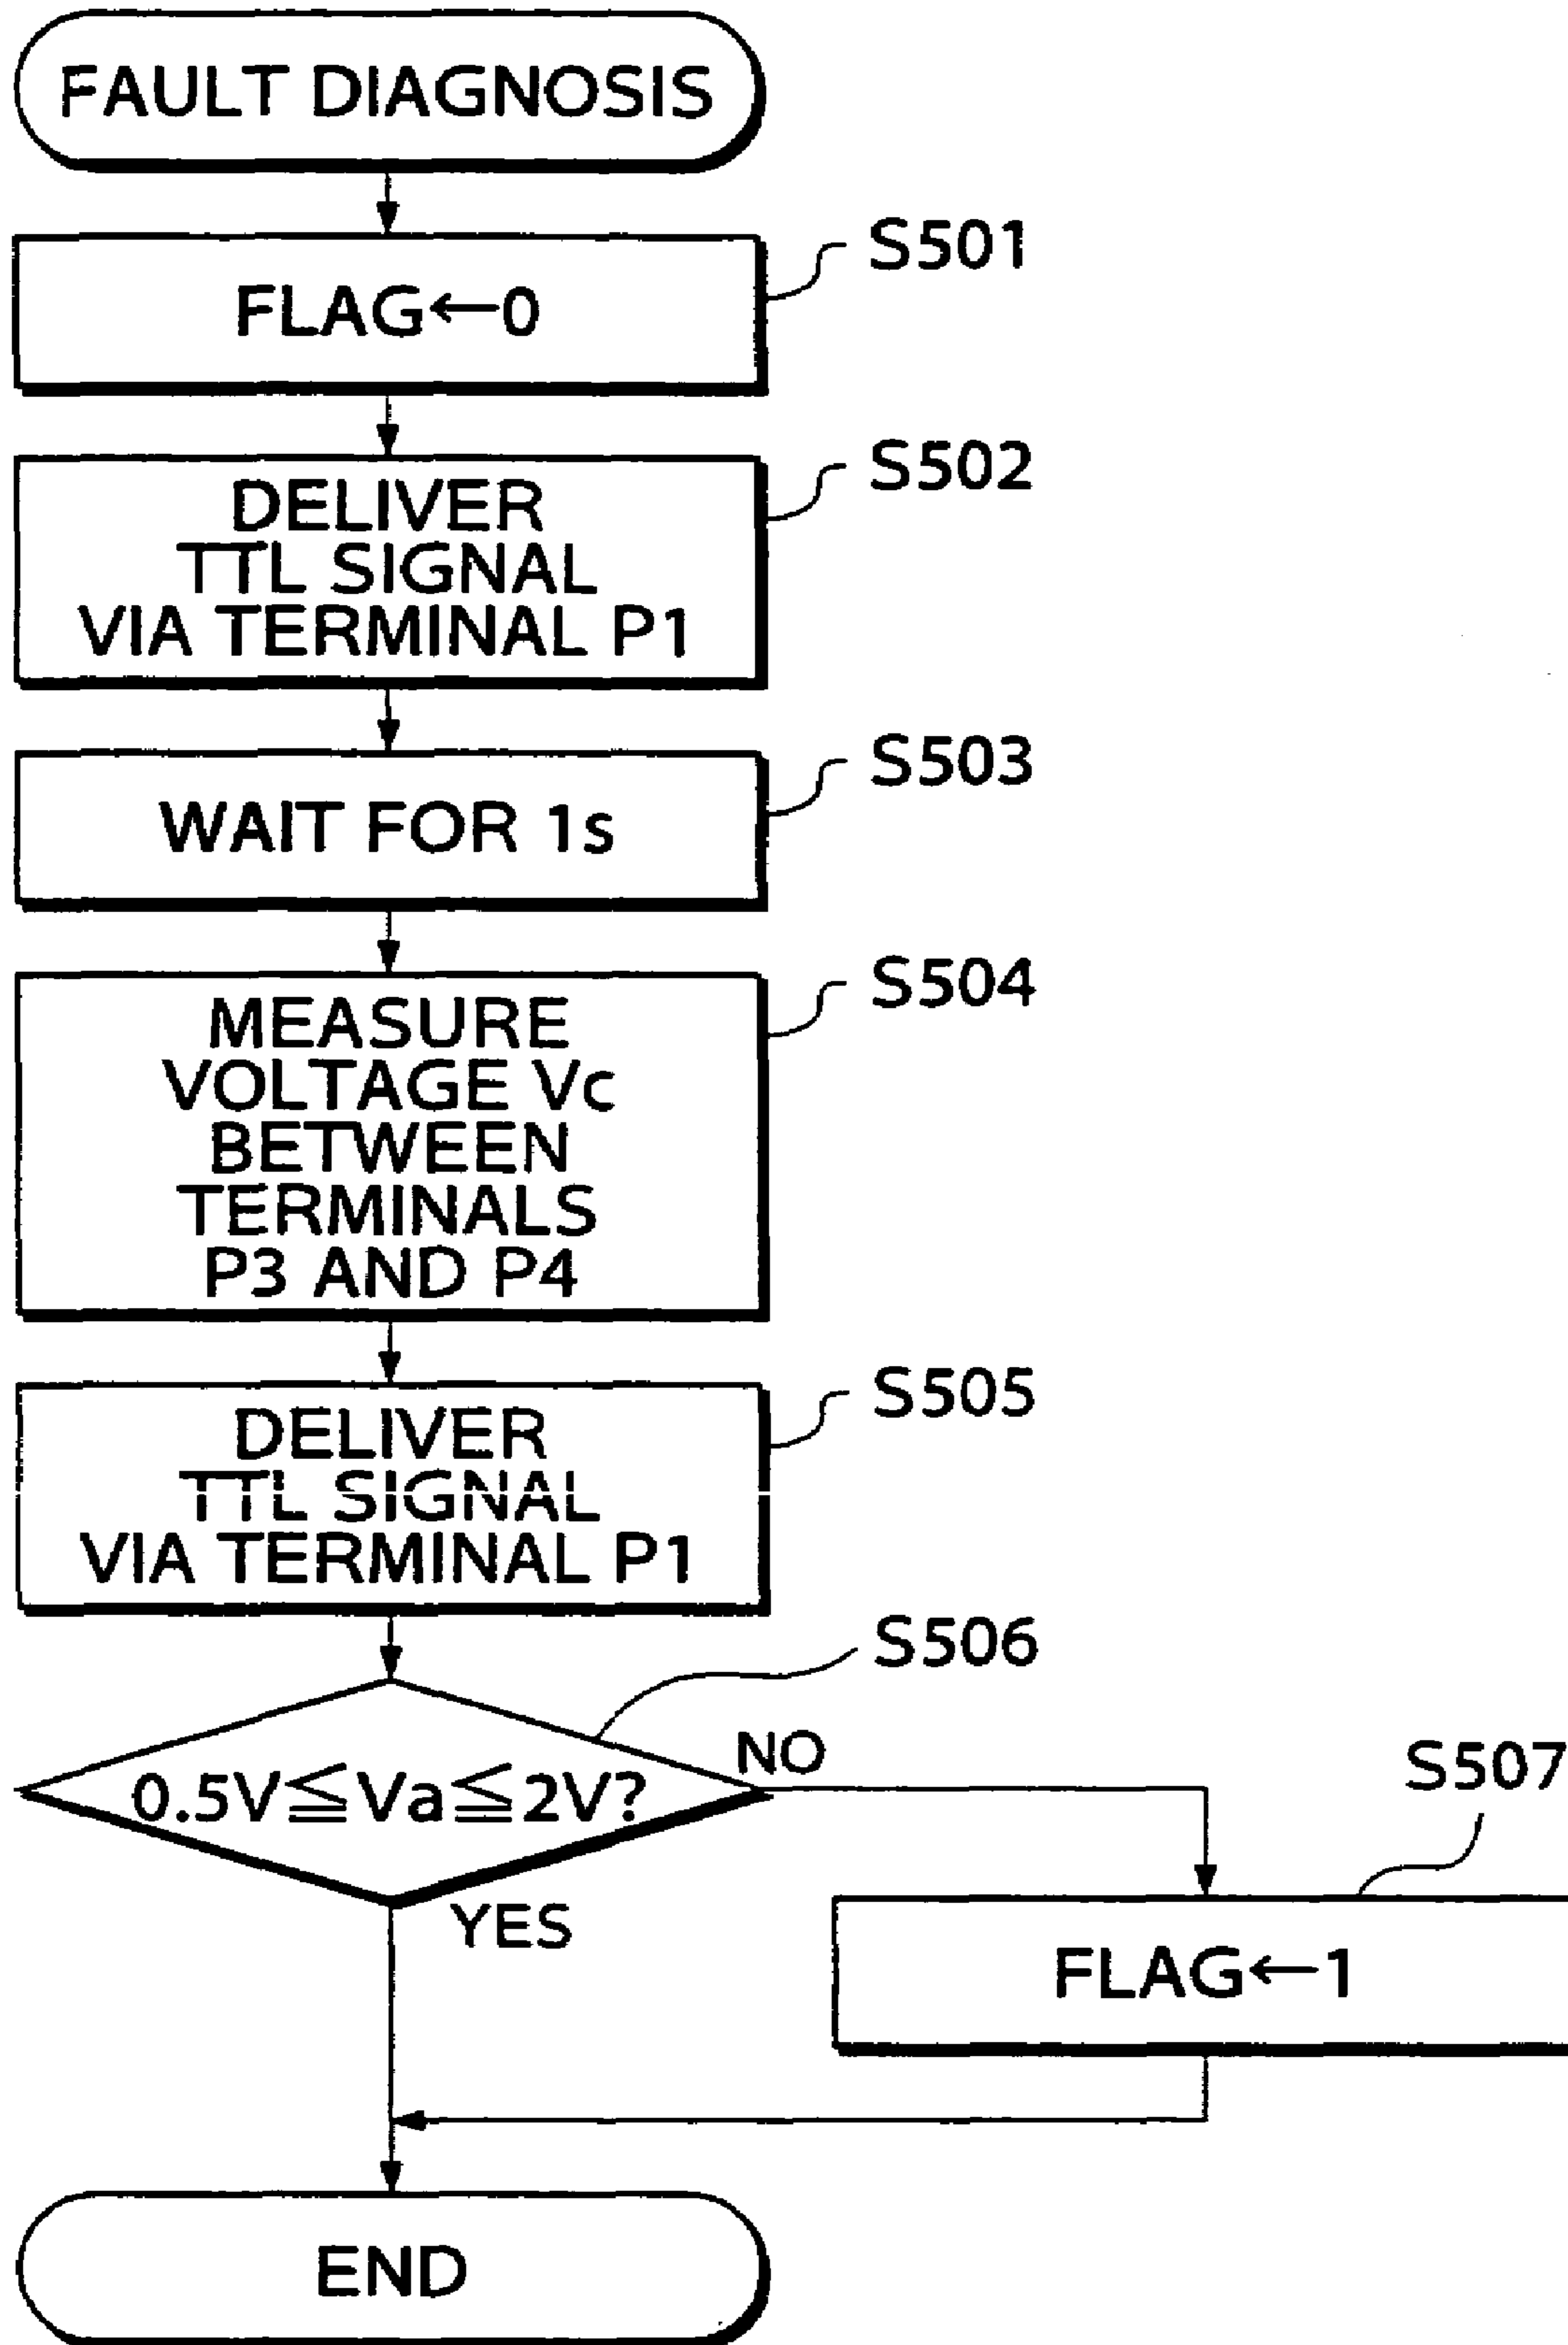 FAULT DIAGNOSIS
S501
FLAG←0
S502
DELIVER
TTL SIGNAL
VIA TERMINAL P1
S503
WAIT FOR 1s
S504
MEASURE
VOLTAGE Vc
BETWEEN
TERMINALS
P3 AND P4
S505
DELIVER
TTL SIGNAL
VIA TERMINAL P1
S506
0.5V≦Va≦2V?
NO
YES
S507
FLAG←1
END